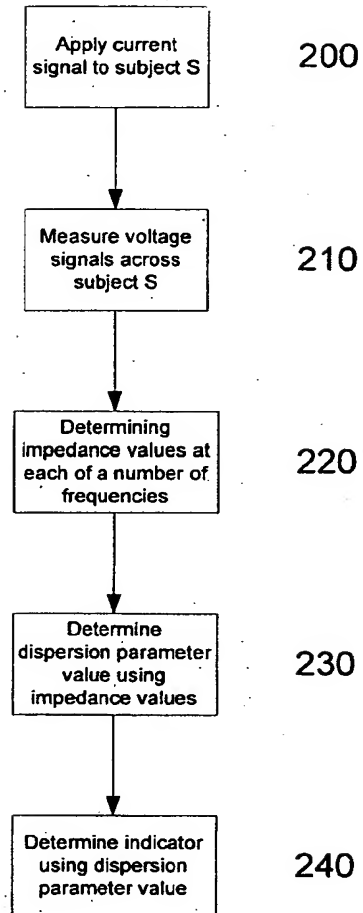 Apply current
signal to subject S
200
Measure voltage
signals across
subject S
210
Determining
impedance values at
each of a number of
frequencies
220
Determine
dispersion parameter
value using
impedance values
230
Determine indicator
using dispersion
parameter value
240